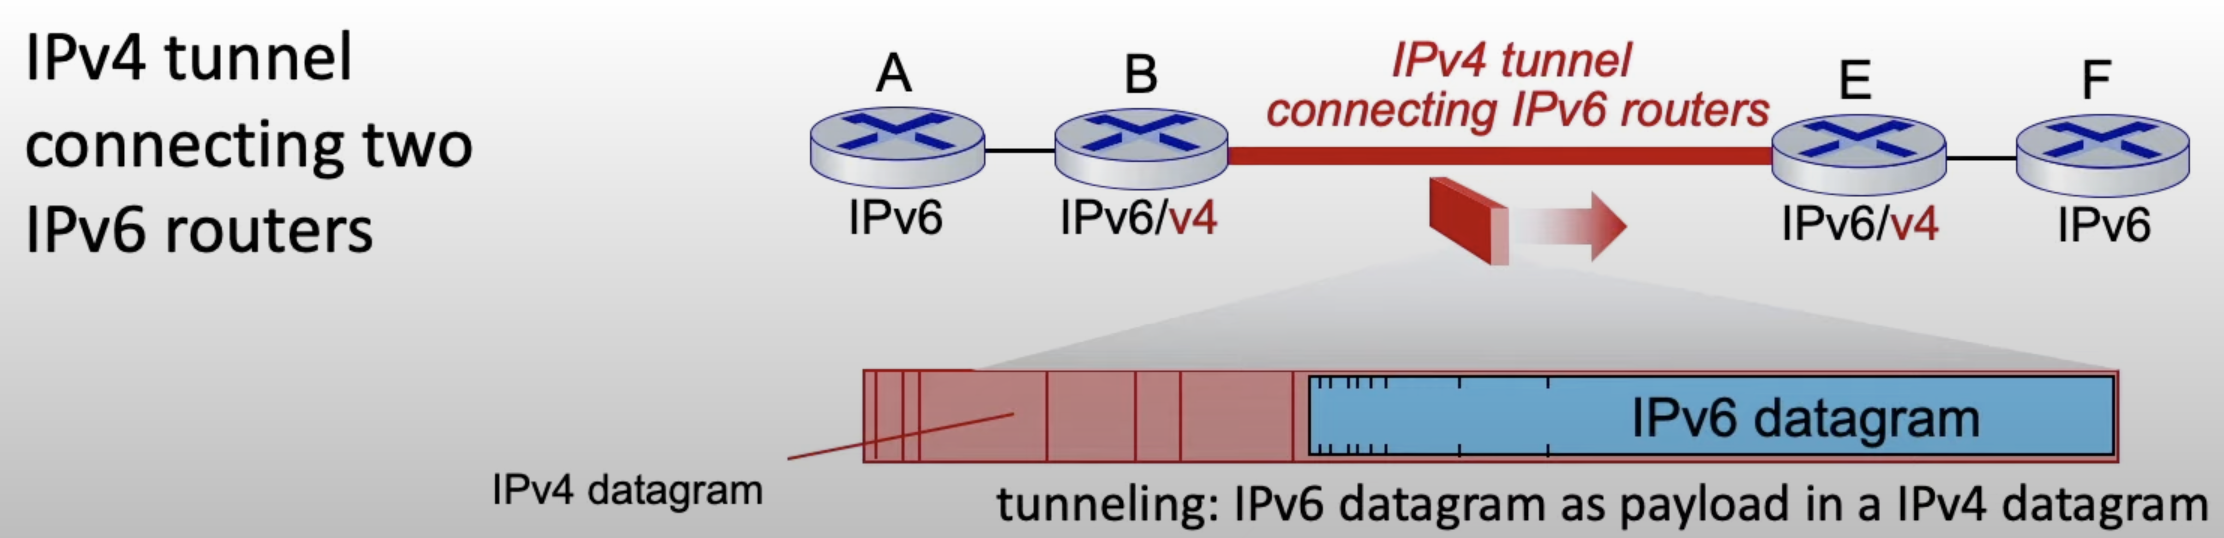 IPv4 tunnel
connecting two
IPv6 routers
A
B
IPv4 tunnel
connecting IPv6 routers
E
F
IPv6
IPv6/v4
IPv6/v4
IPv6
IPv6 datagram
IPv4 datagram
tunneling: IPv6 datagram as payload in a IPv4 datagram